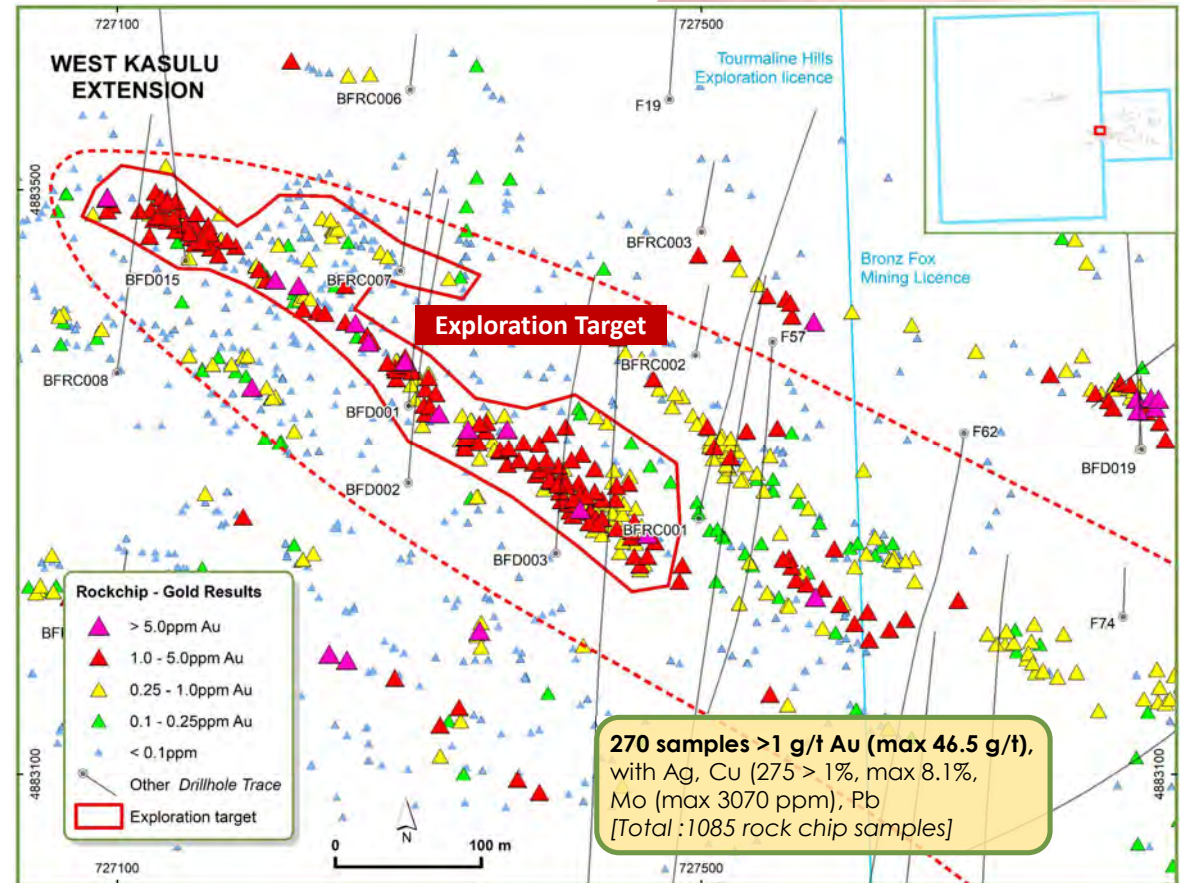 727100
727500
WEST KASULU
EXTENSION
Tourmaline Hills
Exploration licence
BFRC006
F19
4883500
BFRC003
BFD015
BFRC007
Bronz Fox
Mining Licence
Exploration Target
F57
BFRC002
BFRC008
BFD001
F62
BFD019
BFD002
BFRC001
BFD003
Rockchip - Gold Results
> 5.0ppm Au
1.0 - 5.0ppm Au
0.25 - 1.0ppm Au
0.1 - 0.25ppm Au
< 0.1ppm
Other Drillhole Trace
Exploration target
F74
270 samples >1 g/t Au (max 46.5 g/t),
with Ag, Cu (275 > 1%, max 8.1%,
Mo (max 3070 ppm), Pb
[Total :1085 rock chip samples]
4883100
4883100
N
0
100 m
727100
727500